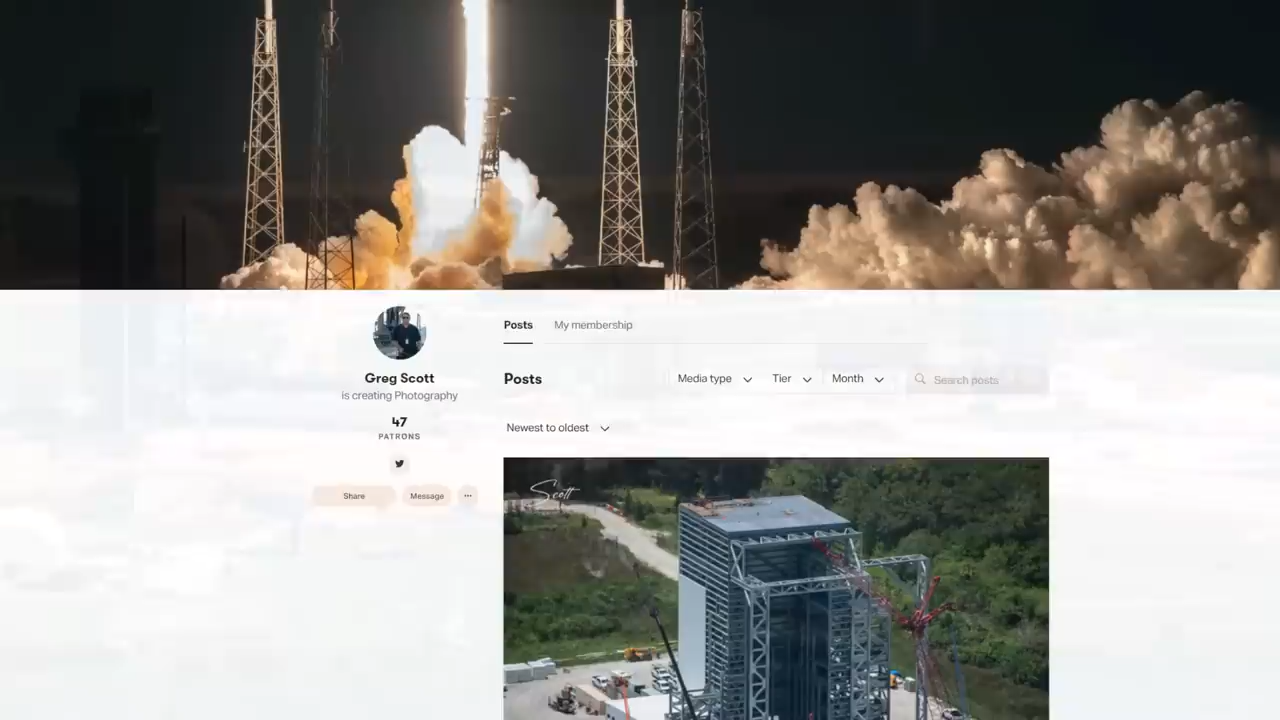 Posts My membership
Greg Scott
is creating Photography
47
PATRONS
Share Message
Posts Media type Tier Month Search posts
Newest to oldest
Scott